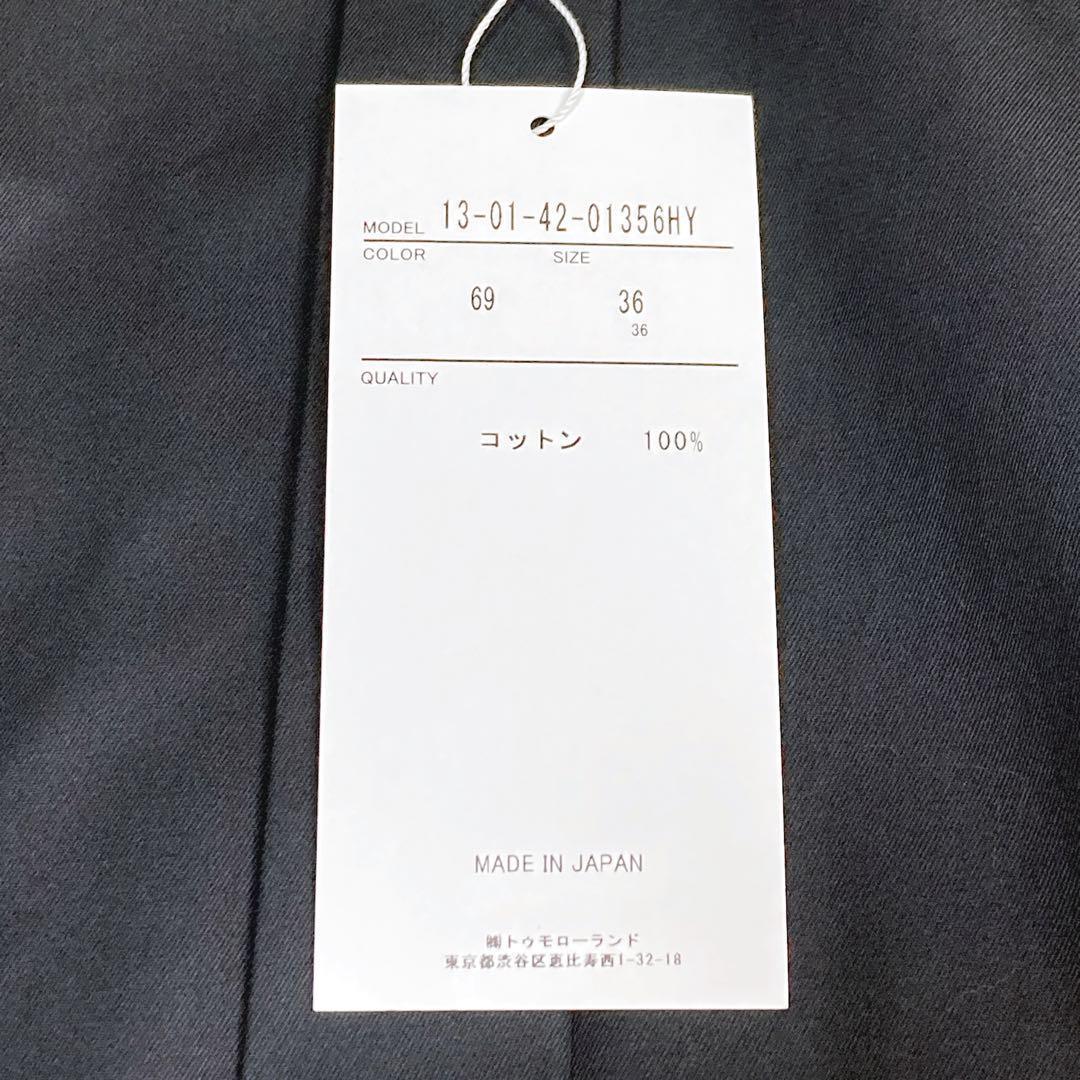 MODEL 13-01-42-01356HY
COLOR SIZE
69 36
36
QUALITY
コットン 100%
MADE IN JAPAN
㈱トゥモローランド
東京都渋谷区恵比寿西1-32-18